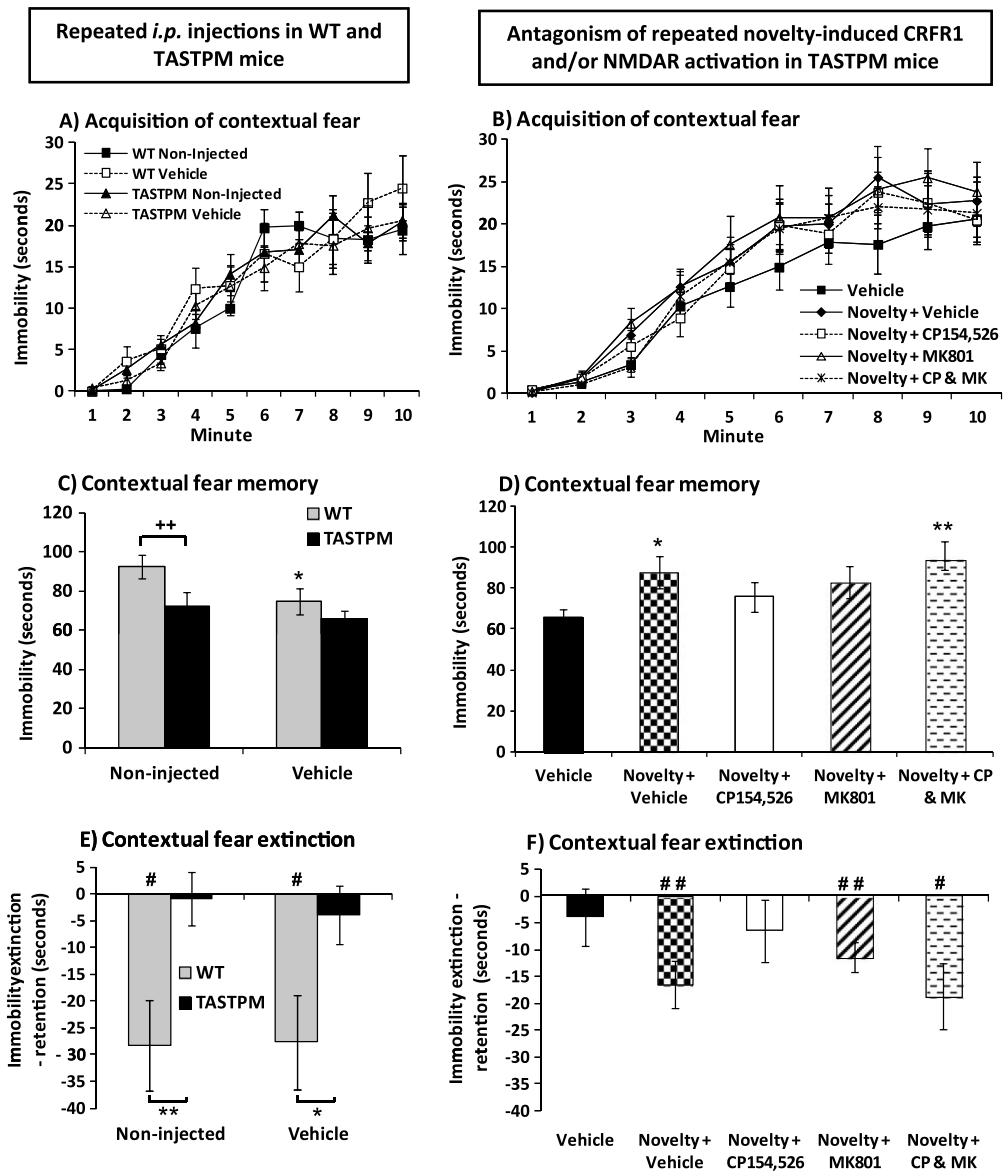 Repeated i.p. injections in WT and
TASTPM mice
Antagonism of repeated novelty-induced CRFR1
and/or NMDAR activation in TASTPM mice
A) Acquisition of contextual fear
Immobility (seconds)
30
25
20
15
10
5
0
WT Non-Injected
WT Vehicle
TASTPM Non-Injected
TASTPM Vehicle
1 2 3 4 5 6 7 8 9 10
Minute
B) Acquisition of contextual fear
Immobility (seconds)
30
25
20
15
10
5
0
Vehicle
Novelty + Vehicle
Novelty + CP154,526
Novelty + MK801
Novelty + CP & MK
1 2 3 4 5 6 7 8 9 10
Minute
C) Contextual fear memory
Immobility (seconds)
120
100
80
60
40
20
0
++
*
WT
TASTPM
Non-injected Vehicle
D) Contextual fear memory
Immobility (seconds)
120
100
80
60
40
20
0
*
**
Vehicle Novelty + Novelty + Novelty + Novelty + CP
Vehicle CP154,526 MK801 & MK
E) Contextual fear extinction
Immobilityextinction
- retention (seconds)
5
0
-5
-10
-15
-20
-25
-30
-35
-40
# #
WT
TASTPM
** *
Non-injected Vehicle
F) Contextual fear extinction
Immobility extinction -
retention (seconds)
5
0
-5
-10
-15
-20
-25
-30
-35
-40
# # # # #
Vehicle Novelty + Novelty + Novelty + Novelty +
Vehicle CP154,526 MK801 CP & MK